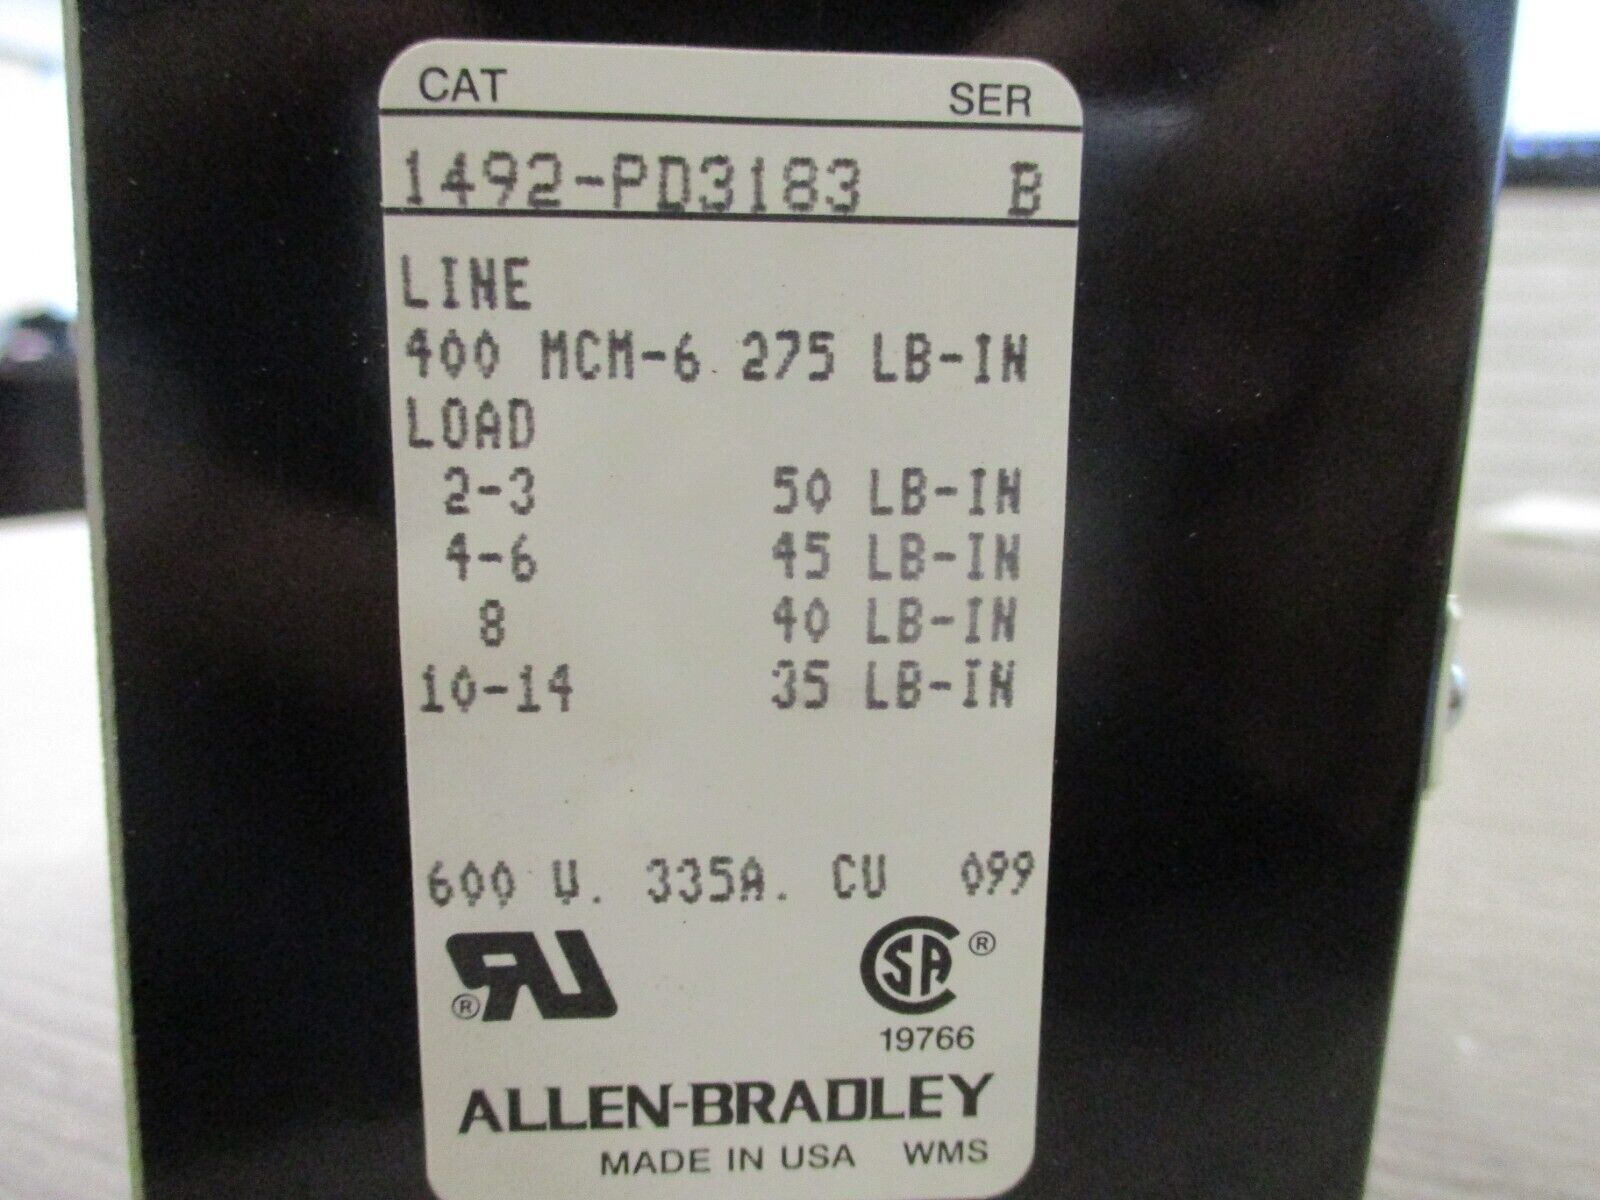 CAT SER
1492-PD3183 B
LINE
400 MCM-6 275 LB-IN
LOAD
2-3 50 LB-IN
4-6 45 LB-IN
8 40 LB-IN
10-14 35 LB-IN
600 V. 335A. CU 099
RU® SA®
19766
ALLEN-BRADLEY
MADE IN USA WMS